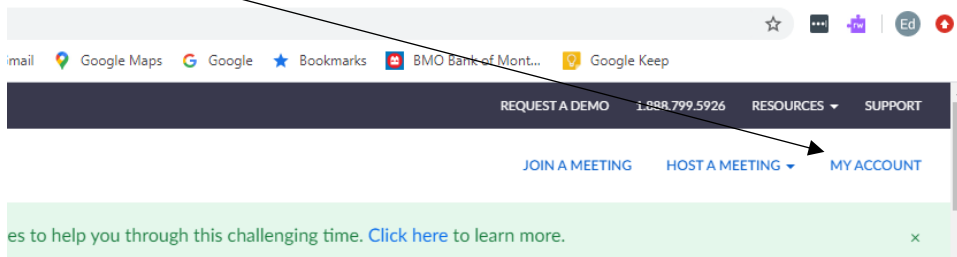 Ed
imail Google Maps Google Bookmarks BMO Bank of Mont... Google Keep
REQUEST A DEMO 1.888.799.5926 RESOURCES SUPPORT
JOIN A MEETING HOST A MEETING MY ACCOUNT
es to help you through this challenging time. Click here to learn more. ×